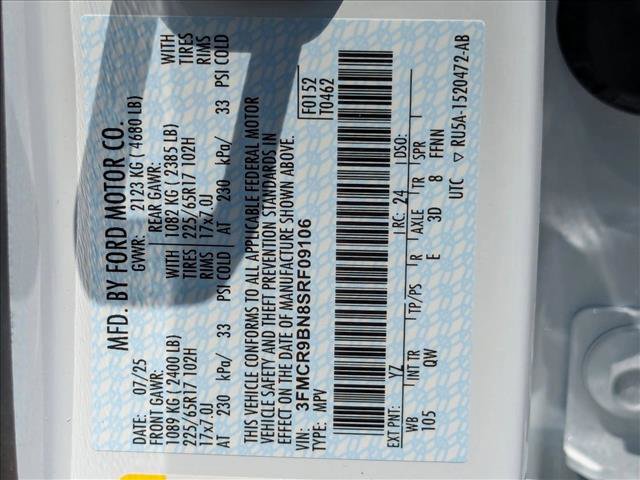 MFD. BY FORD MOTOR CO.
DATE: 07/25 GVWR: 2123 KG ( 4680 LB)
FRONT GAWR: REAR GAWR: WITH
1089 KG ( 2400 LB) 1082 KG ( 2385 LB) TIRES
225/65R17 102H TIRES 225/65R17 102H RIMS
17x7.0J RIMS 17x7.0J
AT 230 kPa/ 33 PSI COLD AT 230 kPa/ 33 PSI COLD
THIS VEHICLE CONFORMS TO ALL APPLICABLE FEDERAL MOTOR
VEHICLE SAFETY AND THEFT PREVENTION STANDARDS IN
EFFECT ON THE DATE OF MANUFACTURE SHOWN ABOVE.
VIN: 3FMCR9BN8SRF09106 F0152
TYPE: MPV T0462
EXT PNT: YZ RC: 24 DSO:
WB INT TR TP/PS R AXLE TR SPR
105 QW E 3D 8 FFNN
UTC ▽ RU5A-1520472-AB